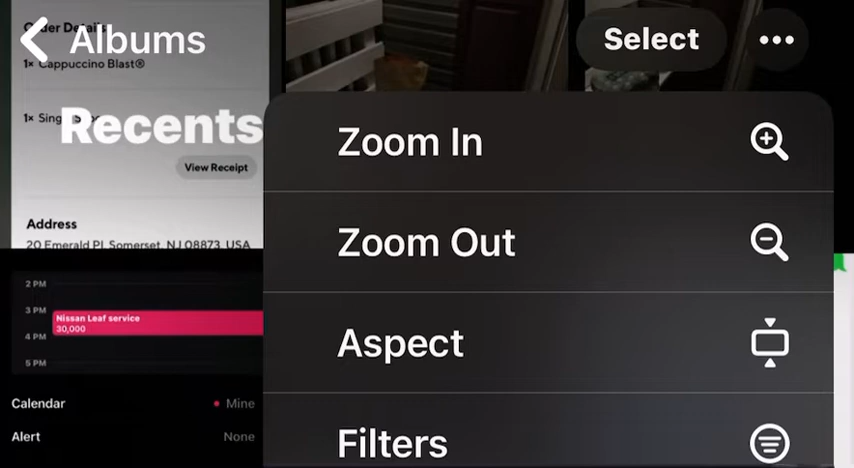 Order Details
Albums
Select
1× Cappuccino Blast®
Recents
1× Sing
View Receipt
Address
20 Emerald Pl, Somerset, NJ 08873, USA
Zoom In
Zoom Out
Aspect
Filters
2 PM
3 PM
Nissan Leaf service
30,000
4 PM
5 PM
Calendar
Mine
Alert
None